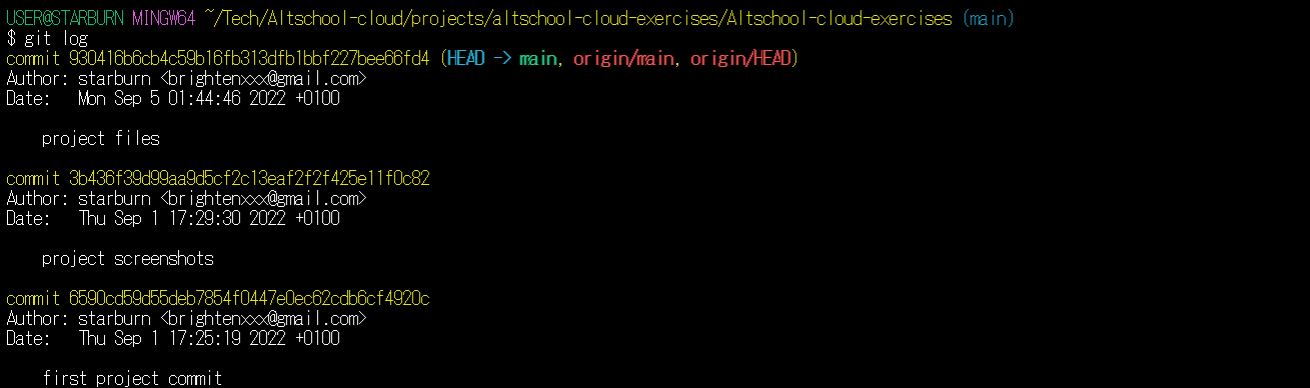 USER@STARBURN MINGW64 ~/Tech/Altschool-cloud/projects/altschool-cloud-exercises/Altschool-cloud-exercises (main)
$ git log
commit 930416b6cb4c59b16fb313dfb1bbf227bee66fd4 (HEAD -> main, origin/main, origin/HEAD)
Author: starburn <brightenxxx@gmail.com>
Date:   Mon Sep 5 01:44:46 2022 +0100
    project files
commit 3b436f39d99aa9d5cf2c13eaf2f2f425e11f0c82
Author: starburn <brightenxxx@gmail.com>
Date:   Thu Sep 1 17:29:30 2022 +0100
    project screenshots
commit 6590cd59d55deb7854f0447e0ec62cdb6cf4920c
Author: starburn <brightenxxx@gmail.com>
Date:   Thu Sep 1 17:25:19 2022 +0100
    first project commit